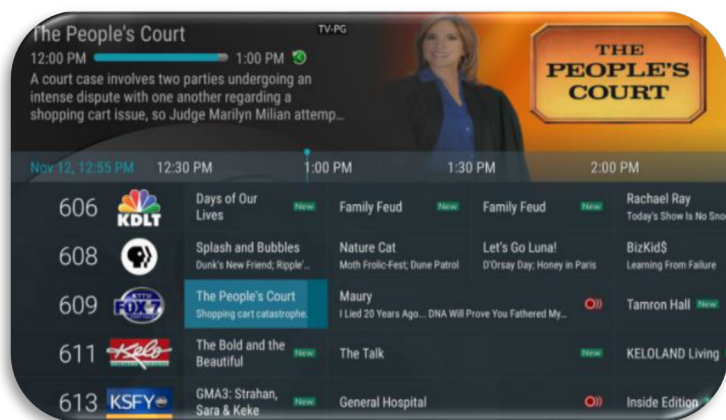 The People's Court
TV-PG
12:00 PM 1:00 PM
A court case involves two parties undergoing an
intense dispute with one another regarding a
shopping cart issue, so Judge Marilyn Milian attemp...
THE
PEOPLE'S
COURT
Nov 12, 12:55 PM 12:30 PM 1:00 PM 1:30 PM 2:00 PM
606 KDLT
Days of Our
Lives New
Family Feud New
Family Feud New
Rachael Ray
Today's Show Is No Snoo
608
Splash and Bubbles
Dunk's New Friend; Ripple'...
Nature Cat
Moth Frolic-Fest; Dune Patrol
Let's Go Luna!
D'Orsay Day; Honey in Paris
BizKid$
Learning From Failure
609 KTTW FOX 7
The People's Court
Shopping cart catastrophe.
Maury
I Lied 20 Years Ago... DNA Will Prove You Fathered My...
Tamron Hall New
611 Kelo
The Bold and the
Beautiful New
The Talk New
KELOLAND Living
613 KSFY
GMA3: Strahan,
Sara & Keke New
General Hospital
Inside Edition